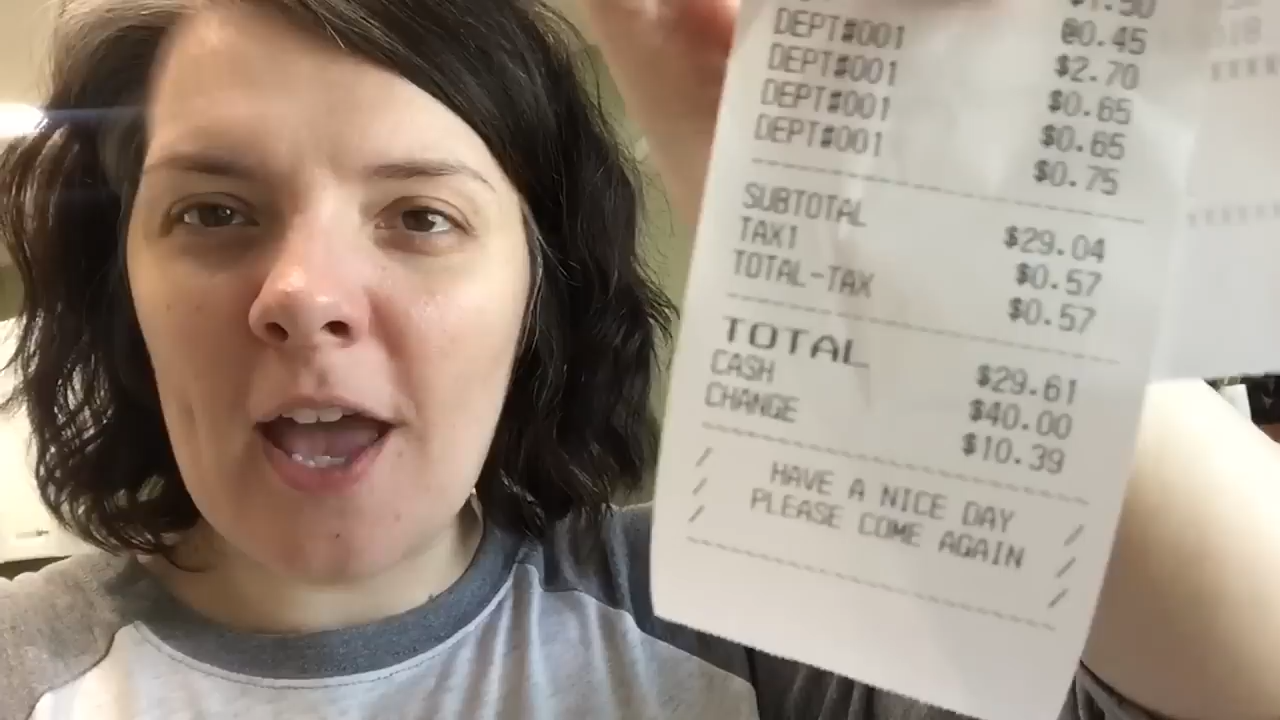 $1.50
@0.45
DEPT#001 $2.70
DEPT#001 $0.65
DEPT#001 $0.65
DEPT#001 $0.75
SUBTOTAL $29.04
TAX1 $0.57
TOTAL-TAX $0.57
TOTAL $29.61
CASH $40.00
CHANGE $10.39
/ HAVE A NICE DAY /
/ PLEASE COME AGAIN /
/ /